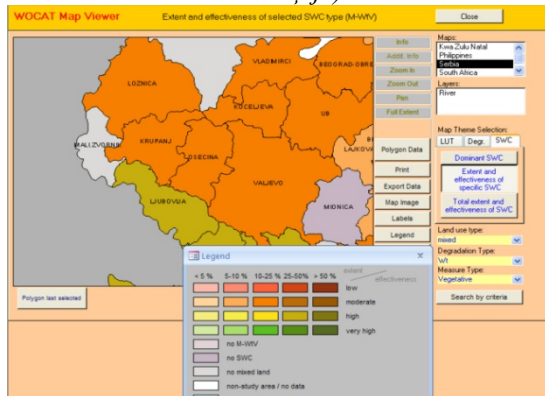 WOCAT Map Viewer
Extent and effectiveness of selected SWC type (M-WtV)
Close
Info
Addit. Info
Zoom In
Zoom Out
Pan
Full Extent
Polygon Data
Print
Export Data
Map Image
Labels
Legend
Maps:
Kwa Zulu Natal
Philippines
Serbia
South Africa
Layers:
River
Map Theme Selection:
LUT Degr. SWC
Dominant SWC
Extent and
effectiveness of
specific SWC
Total extent and
effectiveness of SWC
Land use type:
mixed
Degradation Type:
Wt
Measure Type:
Vegetative
Search by criteria
VLADIMIRCI
LOZNICA
KOCELJEVA
UB
MALI ZVORNIK
KRUPANJ
OSECINA
LAJKOV
VALJEVO
LJUBOVIJA
MIONICA
Polygon last selected
Legend
< 5 % 5-10 % 10-25 % 25-50% > 50 % extent
effectiveness
low
moderate
high
very high
no M-WtV
no SWC
no mixed land
non-study area / no data